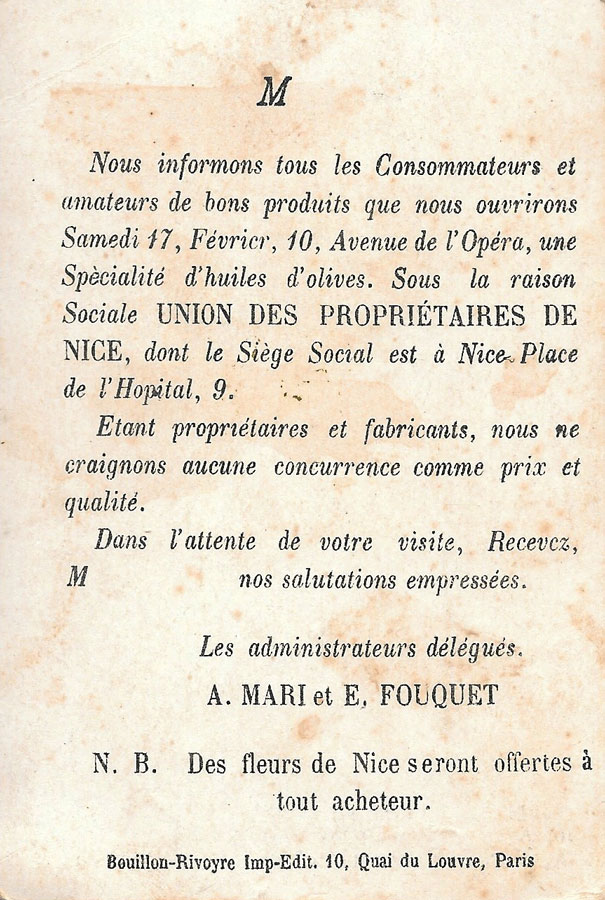 M
Nous informons tous les Consommateurs et
amateurs de bons produits que nous ouvrirons
Samedi 17, Février, 10, Avenue de l'Opéra, une
Spècialité d'huiles d'olives. Sous la raison
Sociale UNION DES PROPRIÉTAIRES DE
NICE, dont le Siège Social est à Nice Place
de l'Hopital, 9.
Etant propriétaires et fabricants, nous ne
craignons aucune concurrence comme prix et
qualité.
Dans l'attente de votre visite, Recevez,
M nos salutations empressées.
Les administrateurs délégués.
A. MARI et E. FOUQUET
N. B. Des fleurs de Nice seront offertes à
tout acheteur.
Bouillon-Rivoyre Imp-Edit. 10, Quai du Louvre, Paris